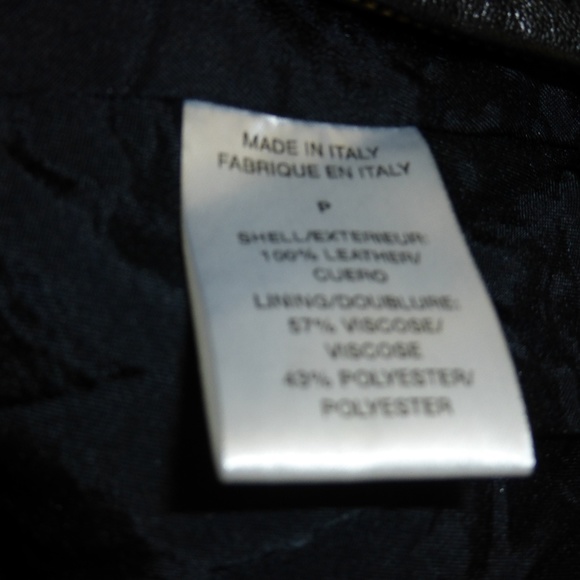 MADE IN ITALY
FABRIQUE EN ITALY
P
SHELL/EXTERIEUR:
100% LEATHER/
CUERO
LINING/DOUBLURE:
57% VISCOSE/
VISCOSE
43% POLYESTER/
POLYESTER